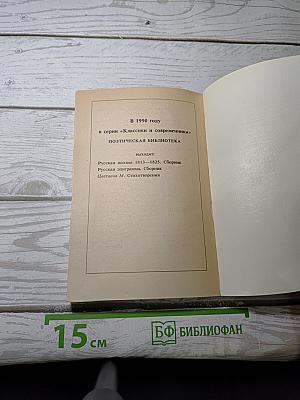 В 1990 году
в серии «Классики и современники»
ПОЭТИЧЕСКАЯ БИБЛИОТЕКА
выходят
Русская поэзия 1813—1825. Сборник
Русская эпиграмма. Сборник
Цветаева М. Стихотворения
15 см
БФ БИБЛИОФАН